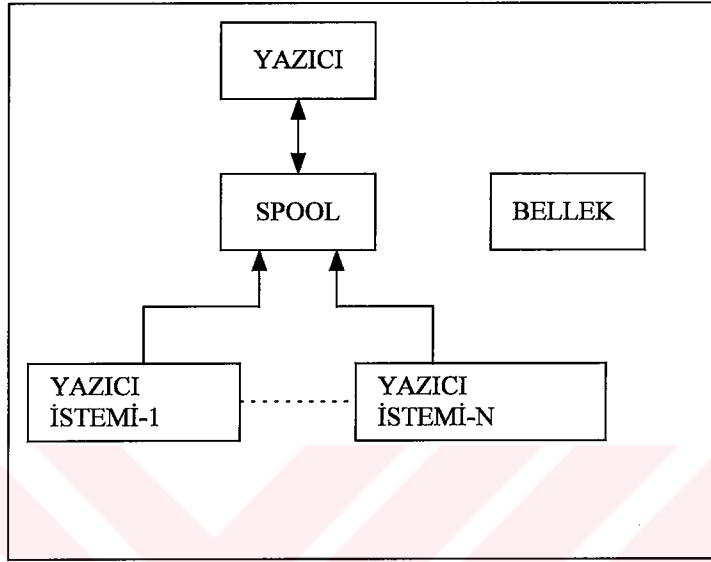 YAZICI
SPOOL
BELLEK
YAZICI
İSTEMİ-1
YAZICI
İSTEMİ-N